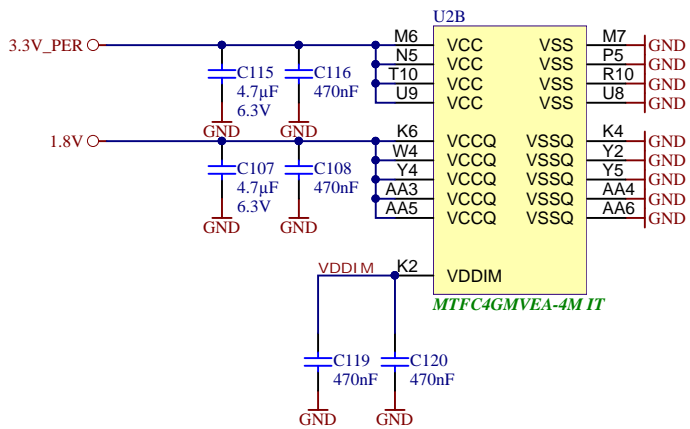 U2B
3.3V_PER
M6 VCC VSS M7 GND
N5 VCC VSS P5 GND
T10 VCC VSS R10 GND
U9 VCC VSS U8 GND
C115
4.7µF
6.3V
GND
C116
470nF
GND
1.8V
K6 VCCQ VSSQ K4 GND
W4 VCCQ VSSQ Y2 GND
Y4 VCCQ VSSQ Y5 GND
AA3 VCCQ VSSQ AA4 GND
AA5 VCCQ VSSQ AA6 GND
C107
4.7µF
6.3V
GND
C108
470nF
GND
VDDIM K2 VDDIM
MTFC4GMVEA-4M IT
C119
470nF
GND
C120
470nF
GND